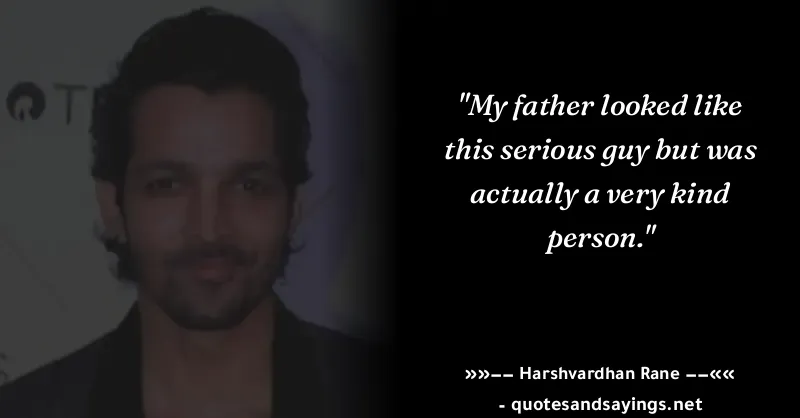 "My father looked like
this serious guy but was
actually a very kind
person."
»»—— Harshvardhan Rane ——««
- quotesandsayings.net